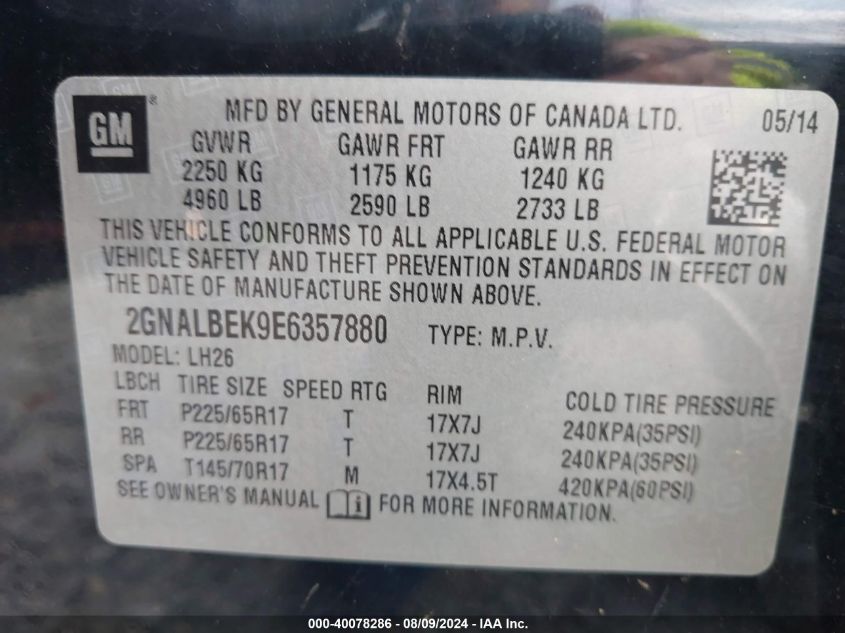 GM ®
MFD BY GENERAL MOTORS OF CANADA LTD. 05/14
GVWR GAWR FRT GAWR RR
2250 KG 1175 KG 1240 KG
4960 LB 2590 LB 2733 LB
THIS VEHICLE CONFORMS TO ALL APPLICABLE U.S. FEDERAL MOTOR
VEHICLE SAFETY AND THEFT PREVENTION STANDARDS IN EFFECT ON
THE DATE OF MANUFACTURE SHOWN ABOVE.
2GNALBEK9E6357880 TYPE: M.P.V.
MODEL: LH26
LBCH TIRE SIZE SPEED RTG RIM COLD TIRE PRESSURE
FRT P225/65R17 T 17X7J 240KPA(35PSI)
RR P225/65R17 T 17X7J 240KPA(35PSI)
SPA T145/70R17 M 17X4.5T 420KPA(60PSI)
SEE OWNER'S MANUAL i FOR MORE INFORMATION.
000-40078286 - 08/09/2024 - IAA Inc.